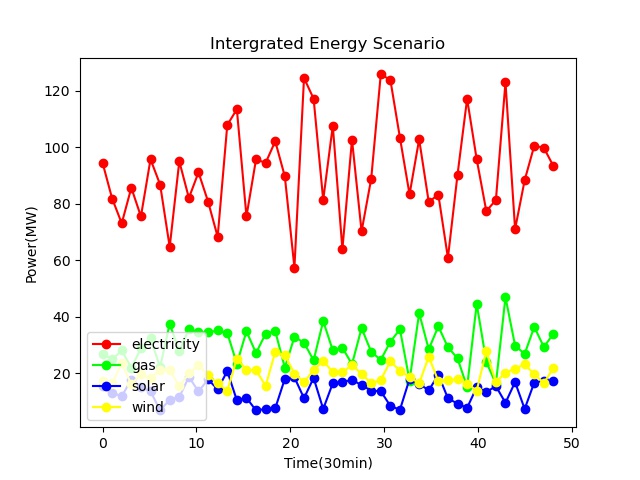 Intergrated Energy Scenario
Power(MW)
120
100
80
60
40
20
electricity
gas
solar
wind
0
10
20
30
40
50
Time(30min)